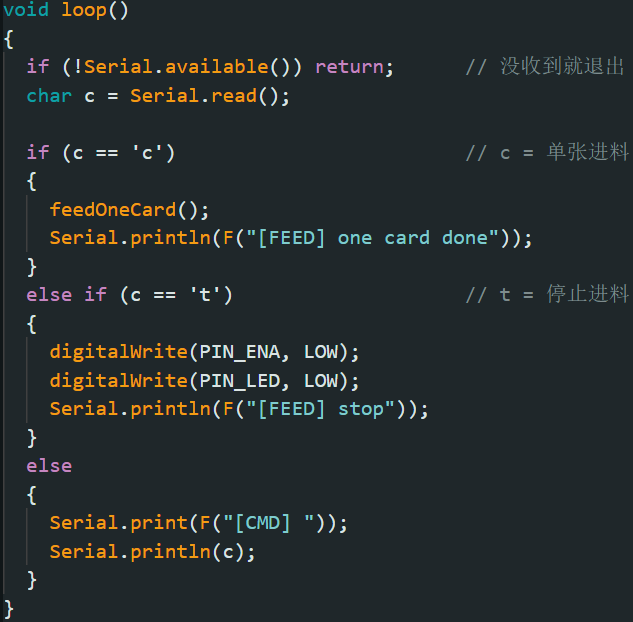 void loop()
{
if (!Serial.available()) return; // 没收到就退出
char c = Serial.read();
if (c == 'c') // c = 单张进料
{
feedOneCard();
Serial.println(F("[FEED] one card done"));
}
else if (c == 't') // t = 停止进料
{
digitalWrite(PIN_ENA, LOW);
digitalWrite(PIN_LED, LOW);
Serial.println(F("[FEED] stop"));
}
else
{
Serial.print(F("[CMD] "));
Serial.println(c);
}
}